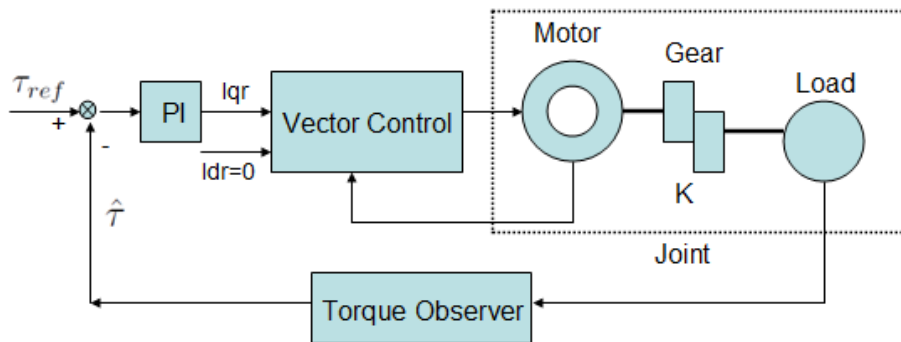 Motor
Gear
Load
τ_ref
+
-
PI
Iqr
Idr=0
Vector Control
K
Joint
τ̂
Torque Observer